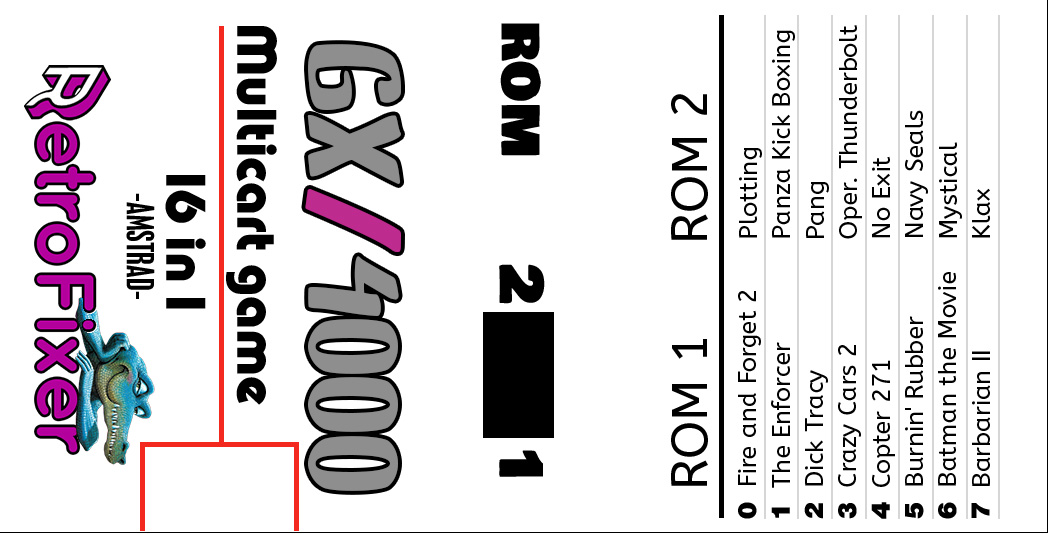 RetroFixer
-AMSTRAD-
16 in 1
multicart game
GX/4000
ROM
2
1
ROM 1 ROM 2
0 Fire and Forget 2 Plotting
1 The Enforcer Panza Kick Boxing
2 Dick Tracy Pang
3 Crazy Cars 2 Oper. Thunderbolt
4 Copter 271 No Exit
5 Burnin' Rubber Navy Seals
6 Batman the Movie Mystical
7 Barbarian II Klax